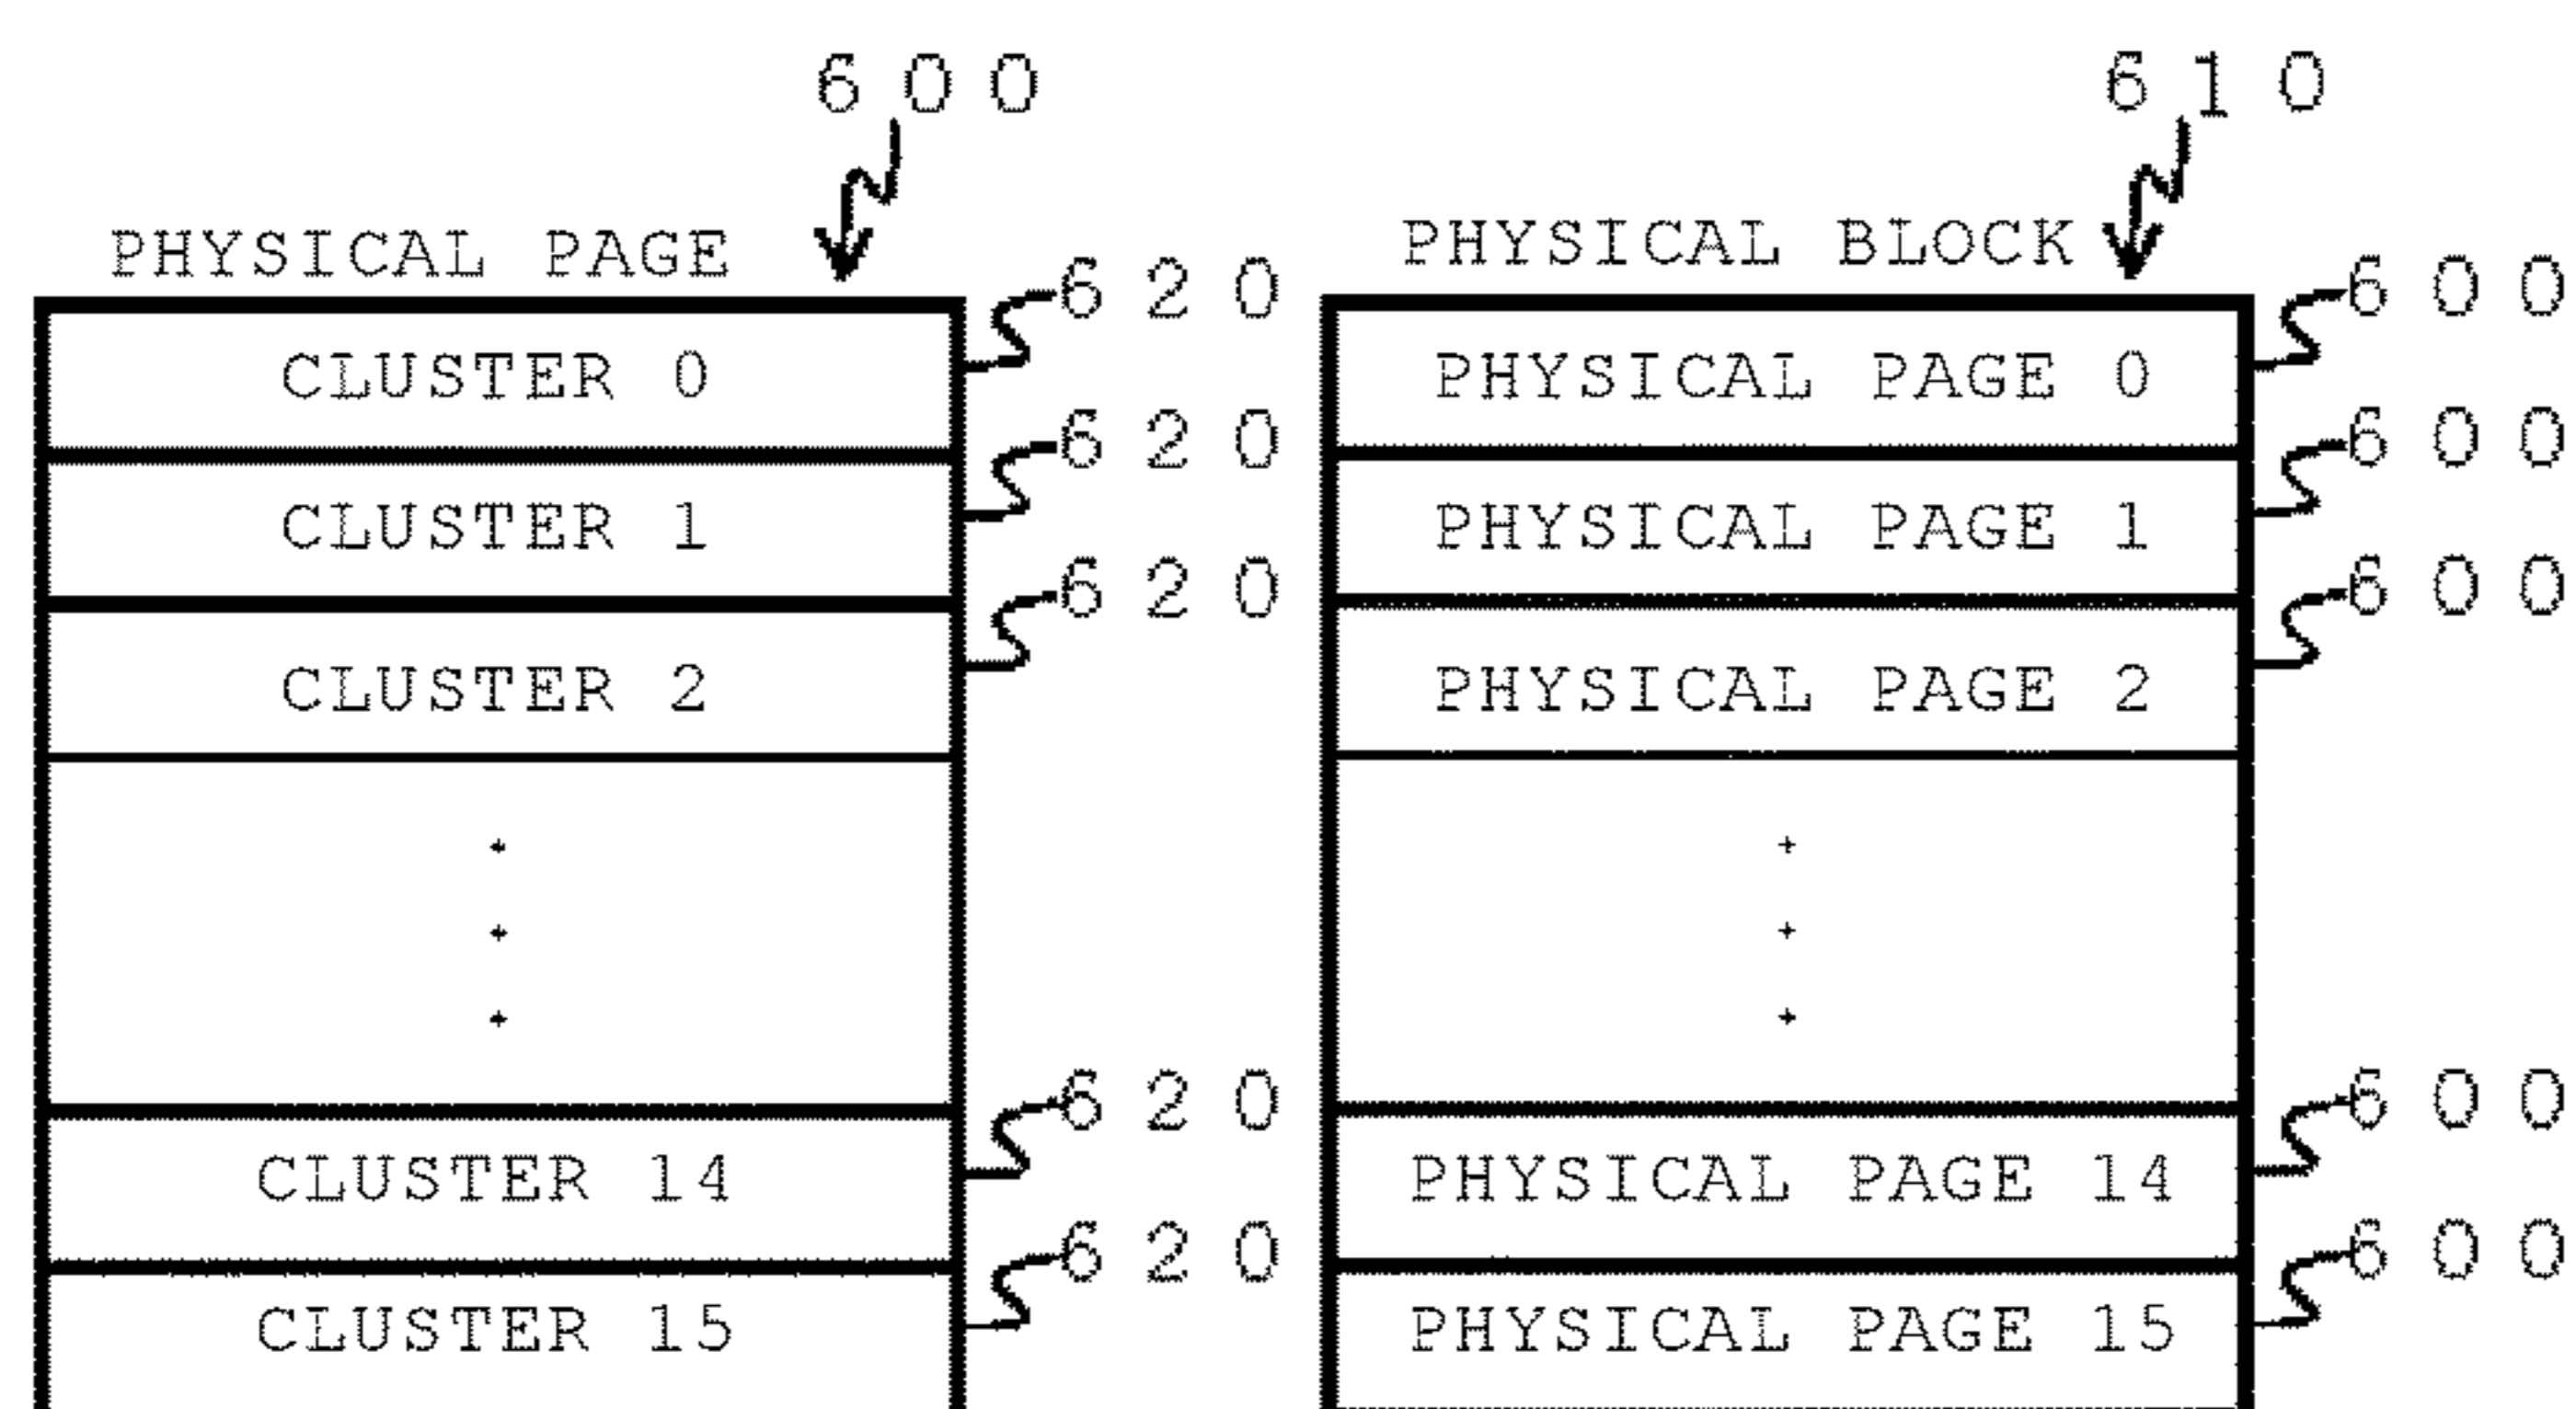 600
PHYSICAL PAGE
620
CLUSTER 0
620
CLUSTER 1
620
CLUSTER 2
620
CLUSTER 14
620
CLUSTER 15
610
PHYSICAL BLOCK
600
PHYSICAL PAGE 0
600
PHYSICAL PAGE 1
600
PHYSICAL PAGE 2
600
PHYSICAL PAGE 14
600
PHYSICAL PAGE 15